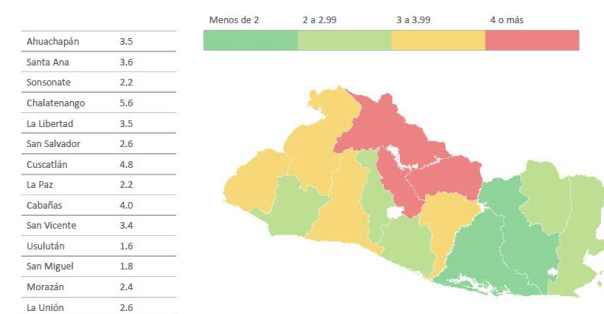 Menos de 2 2 a 2.99 3 a 3.99 4 o más
Ahuachapán 3.5
Santa Ana 3.6
Sonsonate 2.2
Chalatenango 5.6
La Libertad 3.5
San Salvador 2.6
Cuscatlán 4.8
La Paz 2.2
Cabañas 4.0
San Vicente 3.4
Usulután 1.6
San Miguel 1.8
Morazán 2.4
La Unión 2.6